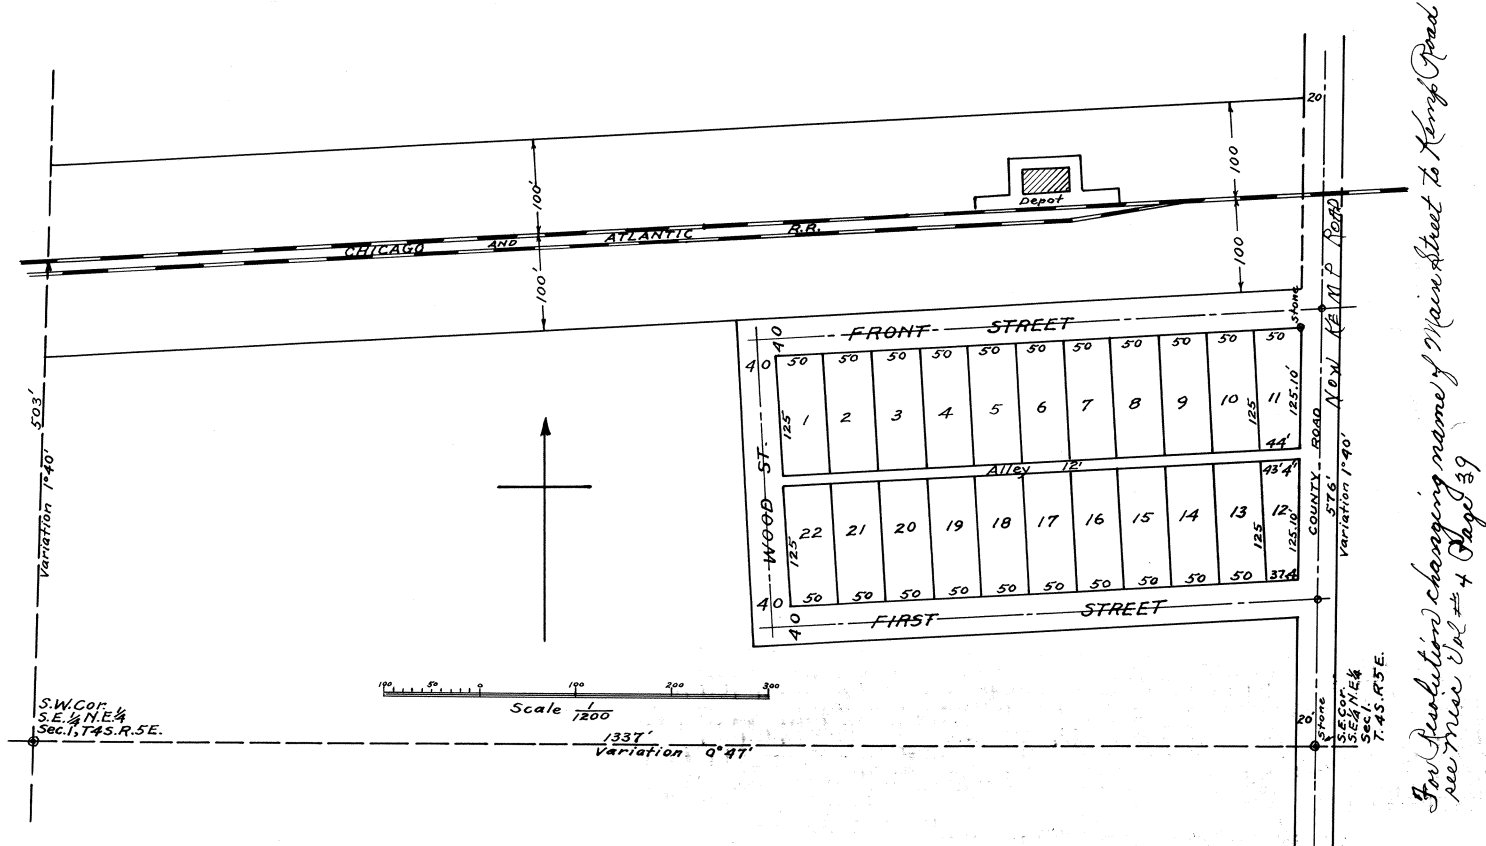 20
100'
100
CHICAGO AND ATLANTIC R.R.
Depot
100'
100
Stone
FRONT STREET
40
40
50 50 50 50 50 50 50 50 50 50 50
1 2 3 4 5 6 7 8 9 10 11
125
125
125.10'
44'
Alley 12'
43'4"
22 21 20 19 18 17 16 15 14 13 12
125
125
125.10'
50 50 50 50 50 50 50 50 50 50 37.4
40
40
FIRST STREET
WOOD ST.
COUNTY ROAD
576'
Variation 1°40'
NOW KEMP ROAD
503'
Variation 1°40'
100 50 0 100 200 300
Scale 1/1200
S.W.Cor.
S.E.¼ N.E.¼
Sec.1,T4S.R.5E.
1337'
Variation 0°47'
20'
Stone
S.E.Cor.
S.E¼ N.E¼
Sec.1.
T.4S.R5E.
For Resolution changing name of Main Street to Kemp Road
see Misc Vol #4 Page 39